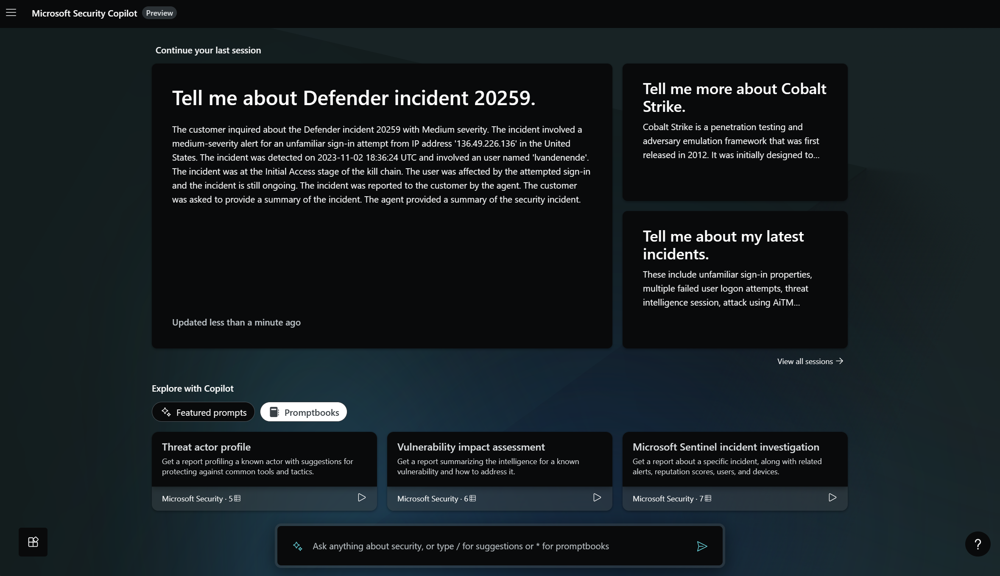 Microsoft Security Copilot Preview
Continue your last session
Tell me about Defender incident 20259.
The customer inquired about the Defender incident 20259 with Medium severity. The incident involved a
medium-severity alert for an unfamiliar sign-in attempt from IP address '136.49.226.136' in the United
States. The incident was detected on 2023-11-02 18:36:24 UTC and involved an user named 'lvandenende'.
The incident was at the Initial Access stage of the kill chain. The user was affected by the attempted sign-in
and the incident is still ongoing. The incident was reported to the customer by the agent. The customer
was asked to provide a summary of the incident. The agent provided a summary of the security incident.
Updated less than a minute ago
Tell me more about Cobalt
Strike.
Cobalt Strike is a penetration testing and
adversary emulation framework that was first
released in 2012. It was initially designed to...
Tell me about my latest
incidents.
These include unfamiliar sign-in properties,
multiple failed user logon attempts, threat
intelligence session, attack using AiTM...
View all sessions
Explore with Copilot
Featured prompts
Promptbooks
Threat actor profile
Get a report profiling a known actor with suggestions for
protecting against common tools and tactics.
Microsoft Security · 5
Vulnerability impact assessment
Get a report summarizing the intelligence for a known
vulnerability and how to address it.
Microsoft Security · 6
Microsoft Sentinel incident investigation
Get a report about a specific incident, along with related
alerts, reputation scores, users, and devices.
Microsoft Security · 7
Ask anything about security, or type / for suggestions or * for promptbooks
?